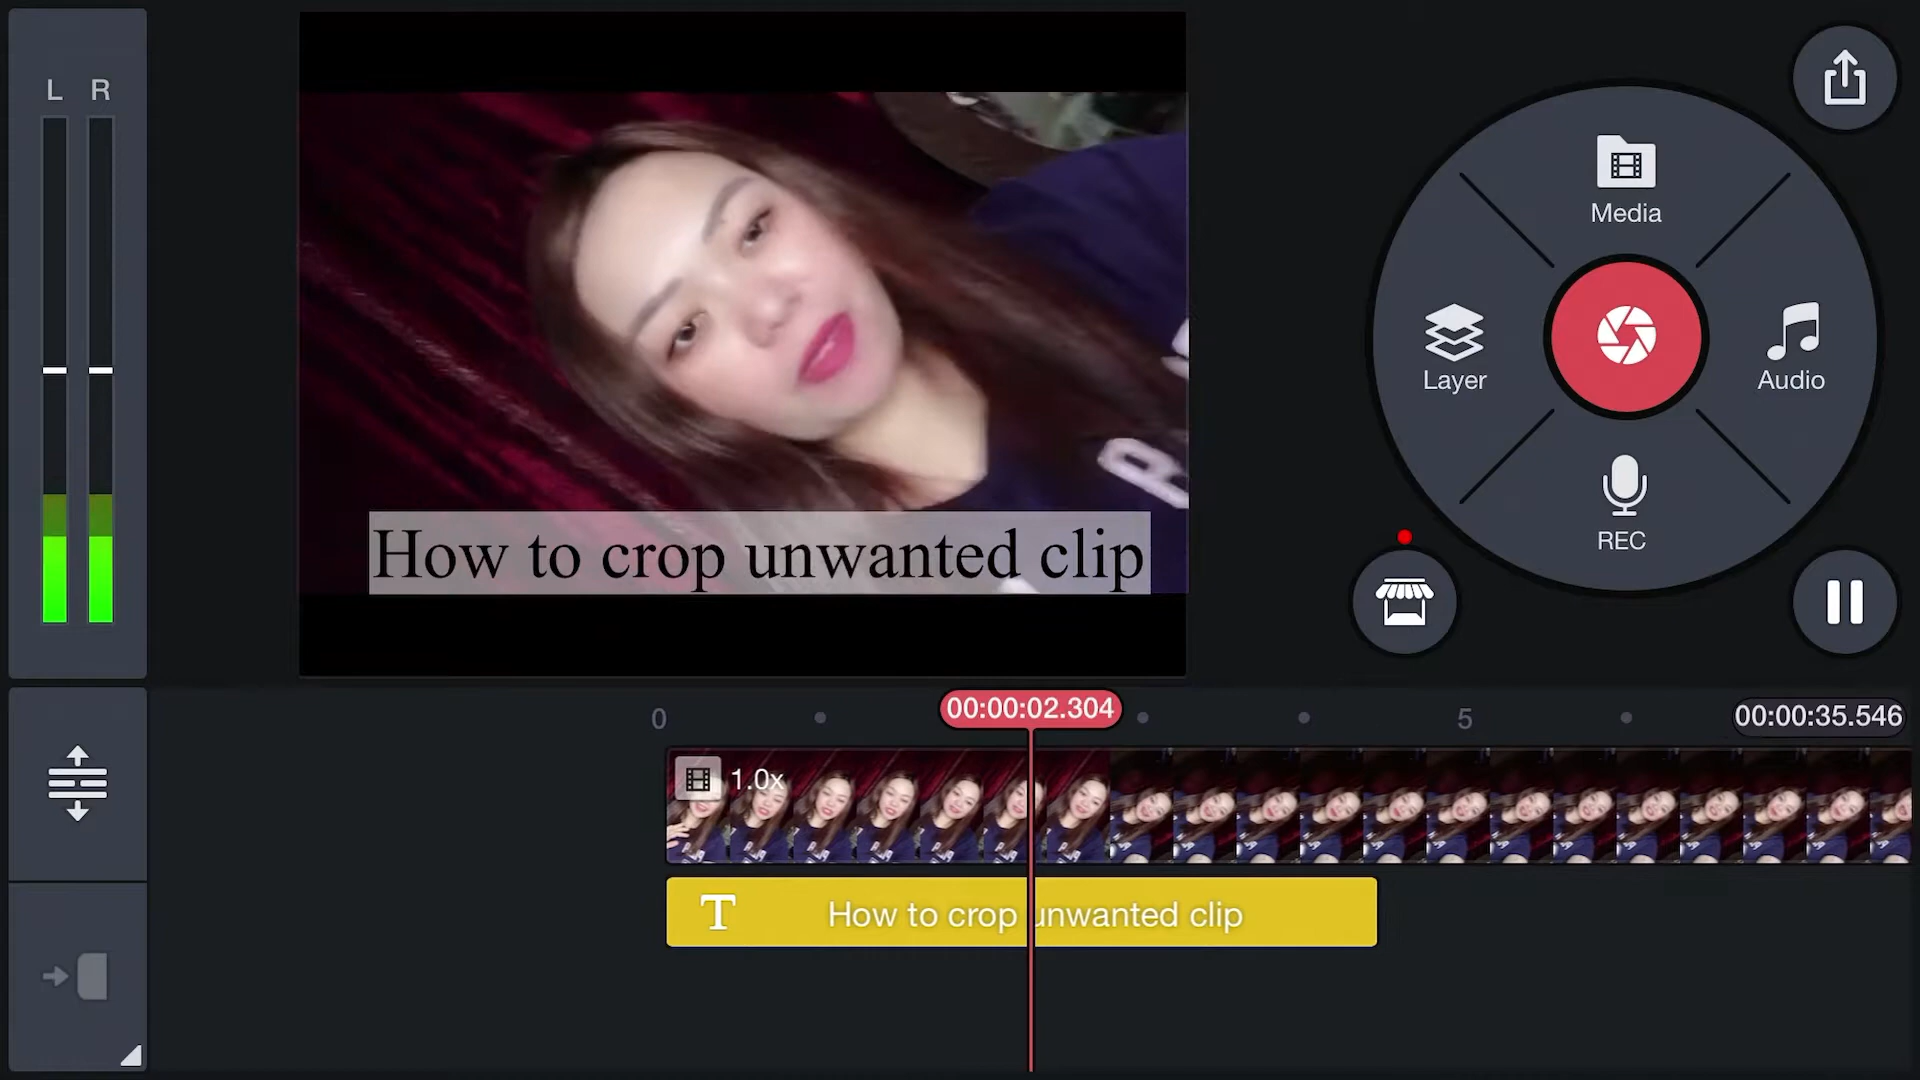 L R
Media
Layer
Audio
REC
How to crop unwanted clip
0
00:00:02.304
5
00:00:35.546
1.0x
T How to crop unwanted clip